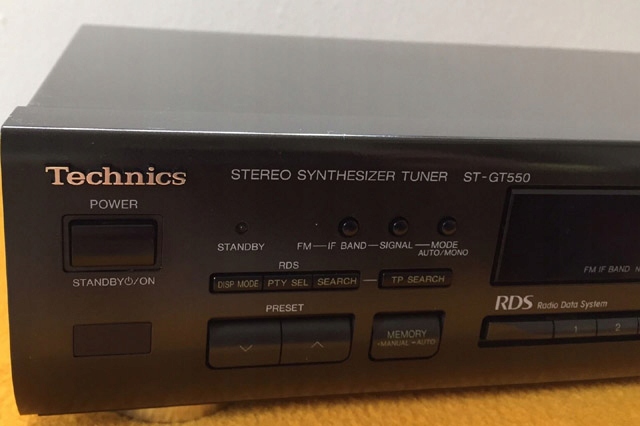 Technics
STEREO SYNTHESIZER TUNER ST-GT550
POWER
STANDBY⏻/ON
STANDBY
FM — IF BAND — SIGNAL — MODE
AUTO/MONO
RDS
DISP MODE PTY SEL SEARCH — TP SEARCH
PRESET
MEMORY
–MANUAL –AUTO
FM IF BAND
RDS Radio Data System
1 2